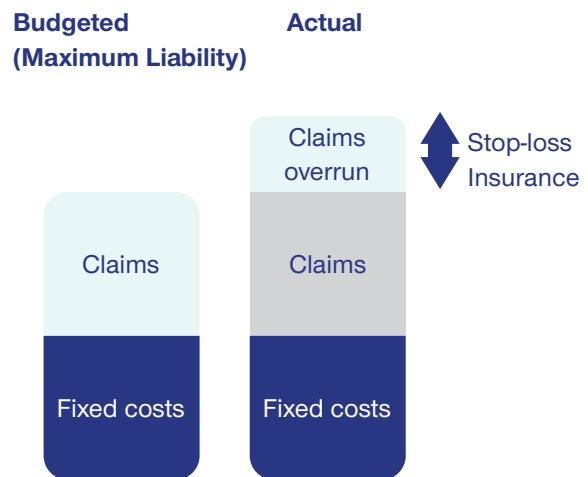 Budgeted
(Maximum Liability)
Actual
Claims
overrun
Stop-loss
Insurance
Claims
Claims
Fixed costs
Fixed costs